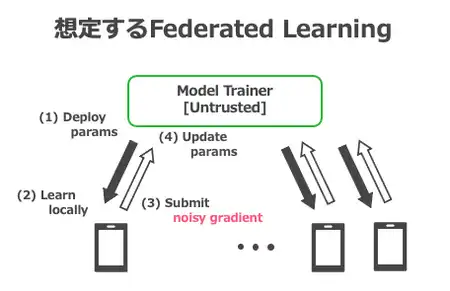 想定するFederated Learning
Model Trainer
[Untrusted]
(1) Deploy
params
(4) Update
params
(2) Learn
locally
(3) Submit
noisy gradient